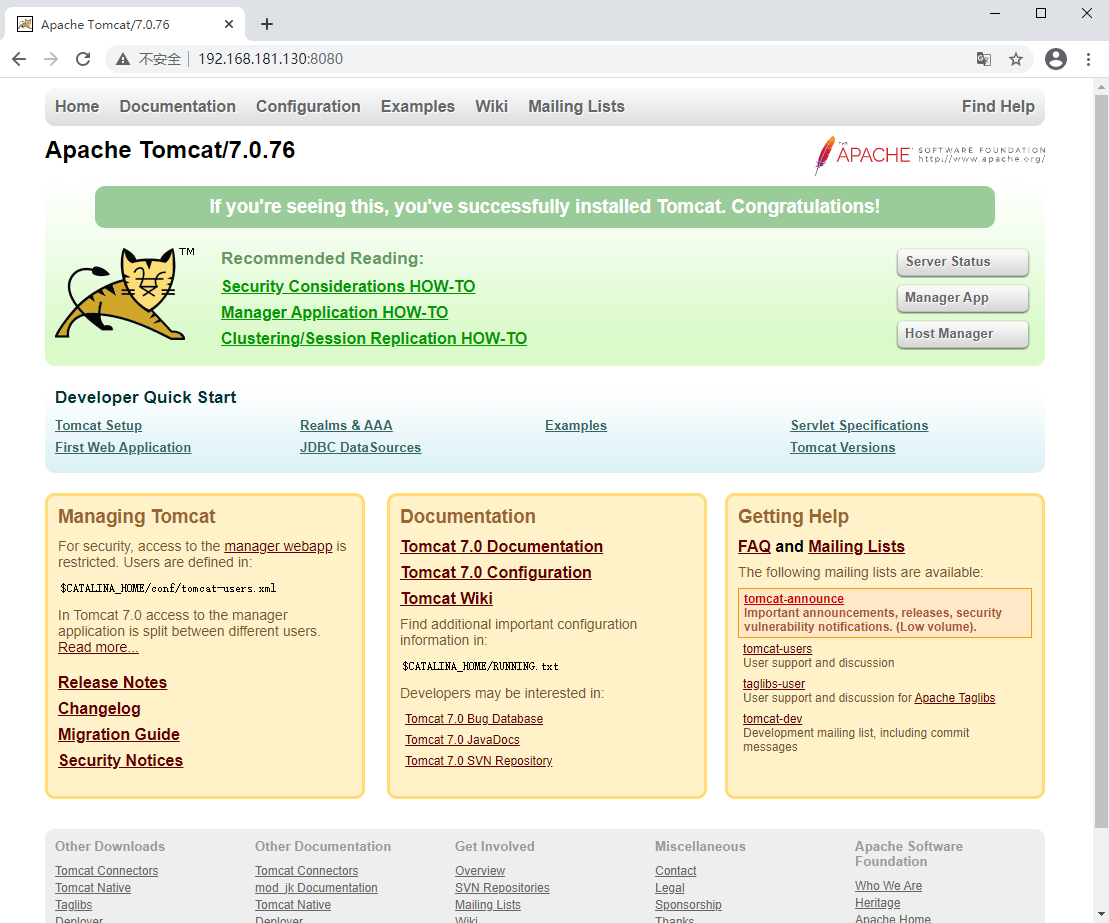 Apache Tomcat/7.0.76
不安全 192.168.181.130:8080
Home Documentation Configuration Examples Wiki Mailing Lists Find Help
Apache Tomcat/7.0.76
THE APACHE SOFTWARE FOUNDATION
http://www.apache.org/
If you're seeing this, you've successfully installed Tomcat. Congratulations!
TM
Recommended Reading:
Security Considerations HOW-TO
Manager Application HOW-TO
Clustering/Session Replication HOW-TO
Server Status
Manager App
Host Manager
Developer Quick Start
Tomcat Setup
First Web Application
Realms & AAA
JDBC DataSources
Examples
Servlet Specifications
Tomcat Versions
Managing Tomcat
For security, access to the manager webapp is
restricted. Users are defined in:
$CATALINA_HOME/conf/tomcat-users.xml
In Tomcat 7.0 access to the manager
application is split between different users.
Read more...
Release Notes
Changelog
Migration Guide
Security Notices
Documentation
Tomcat 7.0 Documentation
Tomcat 7.0 Configuration
Tomcat Wiki
Find additional important configuration
information in:
$CATALINA_HOME/RUNNING.txt
Developers may be interested in:
Tomcat 7.0 Bug Database
Tomcat 7.0 JavaDocs
Tomcat 7.0 SVN Repository
Getting Help
FAQ and Mailing Lists
The following mailing lists are available:
tomcat-announce
Important announcements, releases, security
vulnerability notifications. (Low volume).
tomcat-users
User support and discussion
taglibs-user
User support and discussion for Apache Taglibs
tomcat-dev
Development mailing list, including commit
messages
Other Downloads
Tomcat Connectors
Tomcat Native
Taglibs
Deployer
Other Documentation
Tomcat Connectors
mod_jk Documentation
Tomcat Native
Deployer
Get Involved
Overview
SVN Repositories
Mailing Lists
Wiki
Miscellaneous
Contact
Legal
Sponsorship
Thanks
Apache Software
Foundation
Who We Are
Heritage
Apache Home